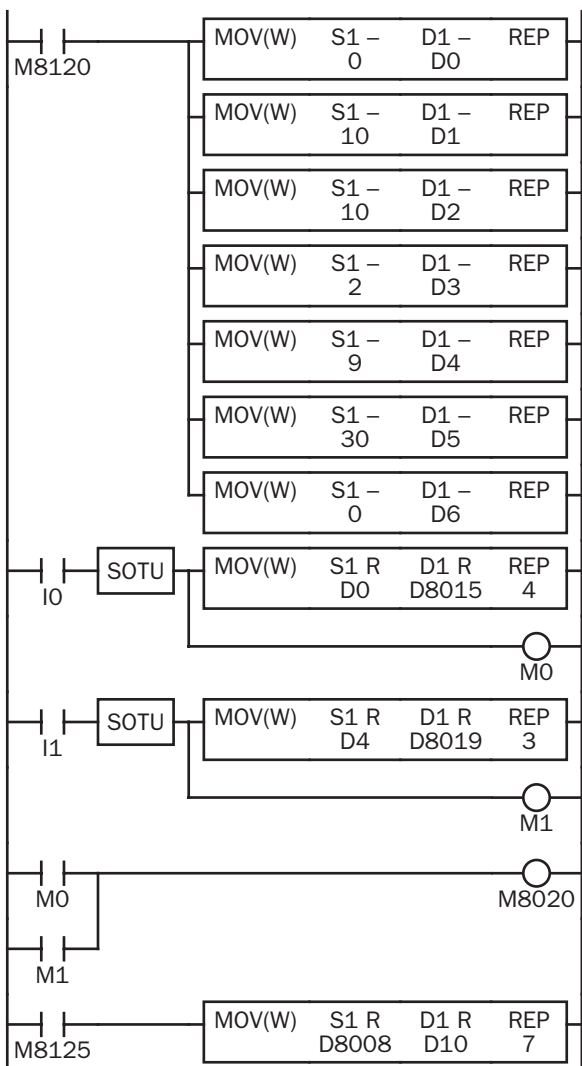 MOV(W) S1 – D1 – REP
0 D0
M8120
MOV(W) S1 – D1 – REP
10 D1
MOV(W) S1 – D1 – REP
10 D2
MOV(W) S1 – D1 – REP
2 D3
MOV(W) S1 – D1 – REP
9 D4
MOV(W) S1 – D1 – REP
30 D5
MOV(W) S1 – D1 – REP
0 D6
SOTU MOV(W) S1 R D1 R REP
I0 D0 D8015 4
M0
SOTU MOV(W) S1 R D1 R REP
I1 D4 D8019 3
M1
M0 M8020
M1
MOV(W) S1 R D1 R REP
M8125 D8008 D10 7